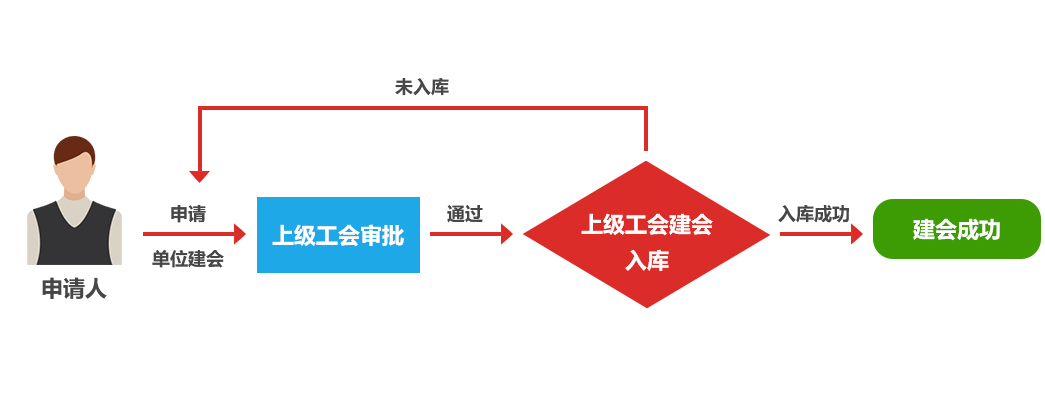 未入库
申请
单位建会
申请人
上级工会审批
通过
上级工会建会
入库
入库成功
建会成功